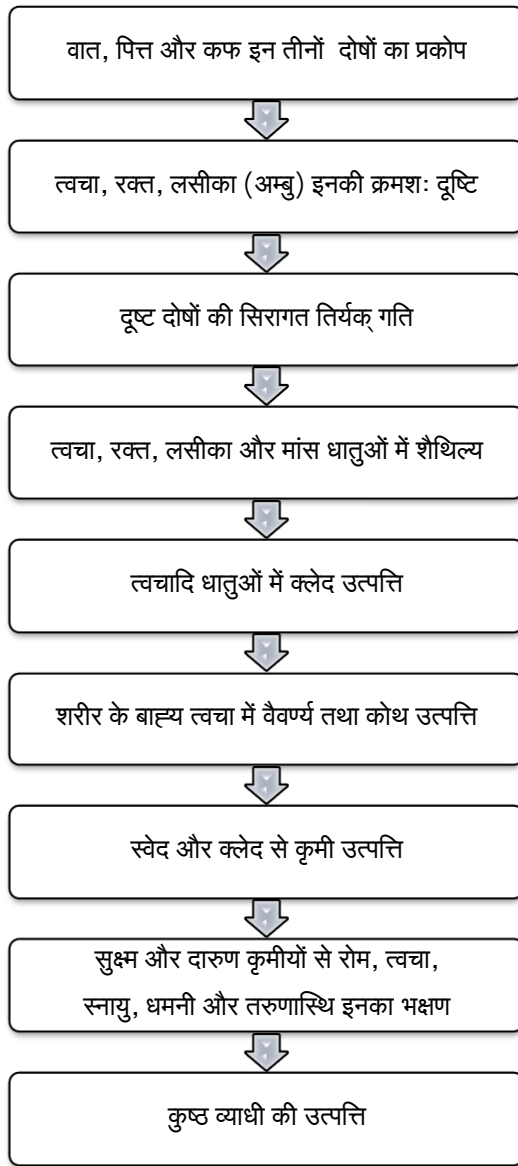 वात, पित्त और कफ इन तीनों दोषों का प्रकोप
त्वचा, रक्त, लसीका (अम्बु) इनकी क्रमशः दूष्टि
दूष्ट दोषों की सिरागत तिर्यक् गति
त्वचा, रक्त, लसीका और मांस धातुओं में शैथिल्य
त्वचादि धातुओं में क्लेद उत्पत्ति
शरीर के बाह्य त्वचा में वैवर्ण्य तथा कोथ उत्पत्ति
स्वेद और क्लेद से कृमी उत्पत्ति
सुक्ष्म और दारुण कृमीयों से रोम, त्वचा,
स्नायु, धमनी और तरुणास्थि इनका भक्षण
कुष्ठ व्याधी की उत्पत्ति